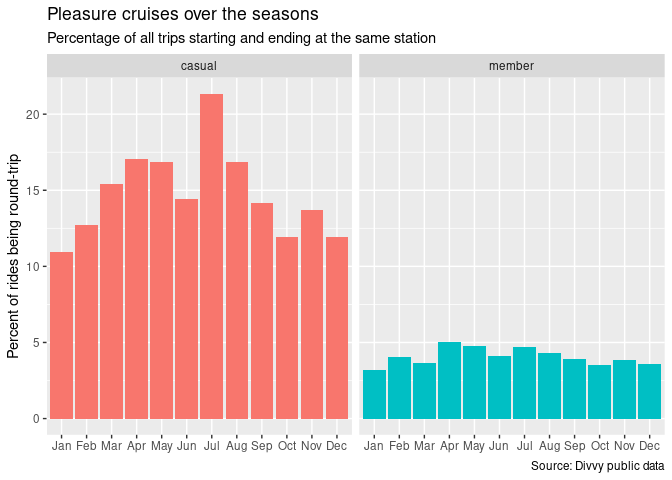 Pleasure cruises over the seasons
Percentage of all trips starting and ending at the same station
casual
member
Percent of rides being round-trip
20
15
10
5
0
Jan Feb Mar Apr May Jun Jul Aug Sep Oct Nov Dec
Jan Feb Mar Apr May Jun Jul Aug Sep Oct Nov Dec
Source: Divvy public data